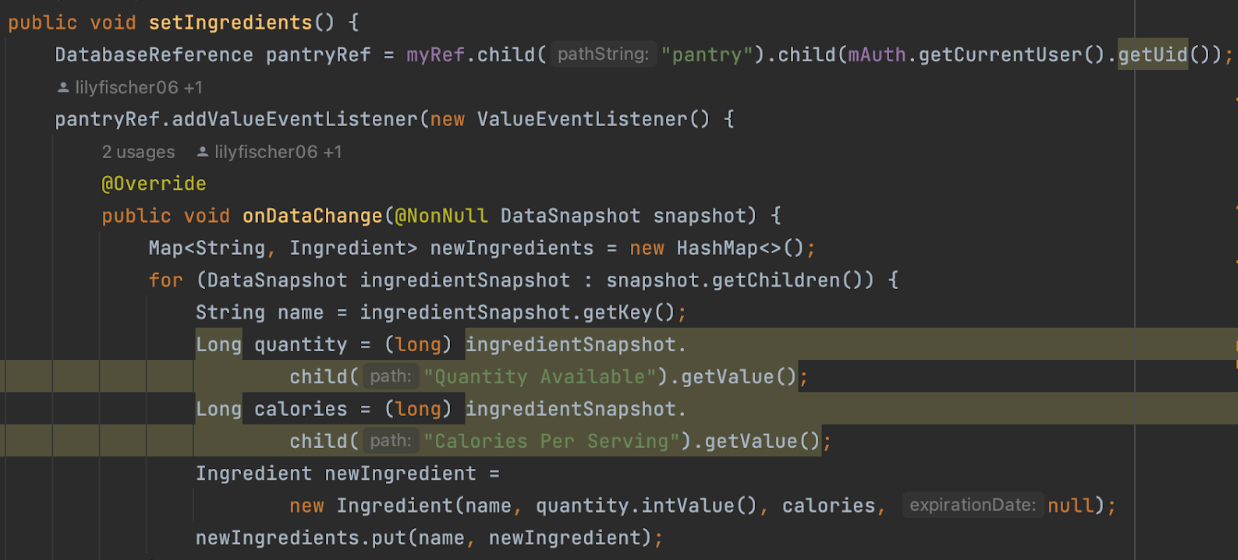 public void setIngredients() {
DatabaseReference pantryRef = myRef.child( pathString: "pantry").child(mAuth.getCurrentUser().getUid());
lilyfischer06 +1
pantryRef.addValueEventListener(new ValueEventListener() {
2 usages lilyfischer06 +1
@Override
public void onDataChange(@NonNull DataSnapshot snapshot) {
Map<String, Ingredient> newIngredients = new HashMap<>();
for (DataSnapshot ingredientSnapshot : snapshot.getChildren()) {
String name = ingredientSnapshot.getKey();
Long quantity = (long) ingredientSnapshot.
child( path: "Quantity Available").getValue();
Long calories = (long) ingredientSnapshot.
child( path: "Calories Per Serving").getValue();
Ingredient newIngredient =
new Ingredient(name, quantity.intValue(), calories, expirationDate: null);
newIngredients.put(name, newIngredient);